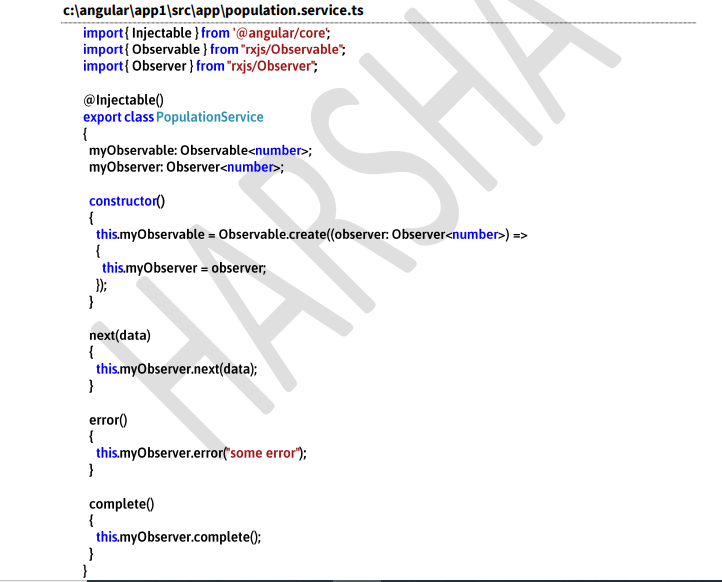 c:\angular\app1\src\app\population.service.ts
import { Injectable } from '@angular/core';
import { Observable } from "rxjs/Observable";
import { Observer } from "rxjs/Observer";
@Injectable()
export class PopulationService
{
myObservable: Observable<number>;
myObserver: Observer<number>;
constructor()
{
this.myObservable = Observable.create((observer: Observer<number>) =>
{
this.myObserver = observer;
});
}
next(data)
{
this.myObserver.next(data);
}
error()
{
this.myObserver.error("some error");
}
complete()
{
this.myObserver.complete();
}
}
HARSHA